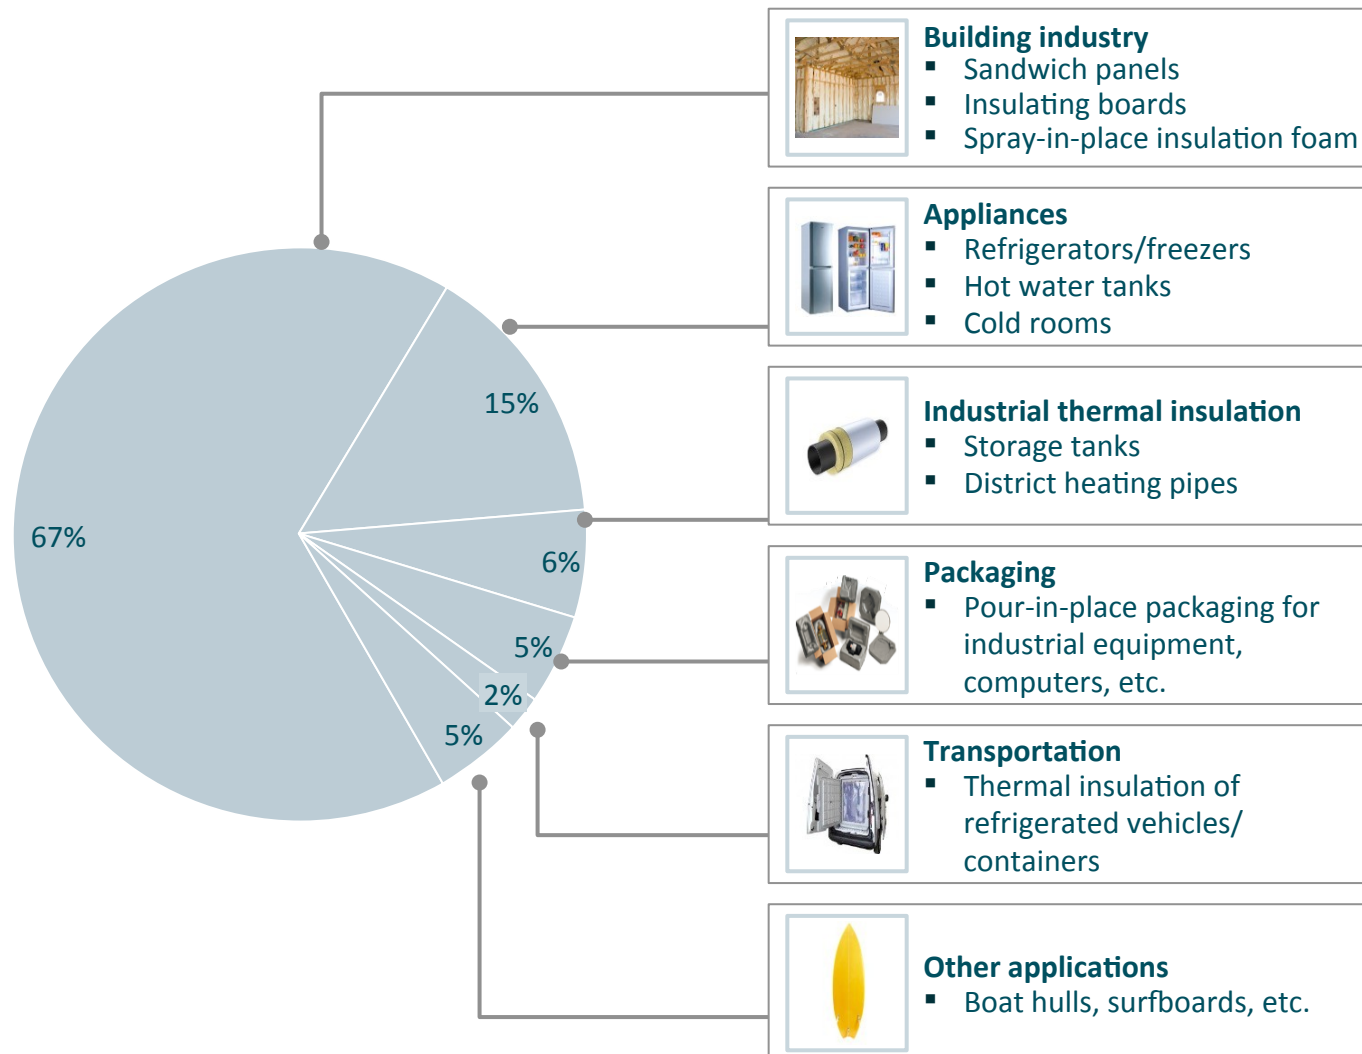 Building industry
▪ Sandwich panels
▪ Insulating boards
▪ Spray-in-place insulation foam
Appliances
▪ Refrigerators/freezers
▪ Hot water tanks
▪ Cold rooms
15%
Industrial thermal insulation
▪ Storage tanks
▪ District heating pipes
67%
6%
Packaging
▪ Pour-in-place packaging for
industrial equipment,
computers, etc.
5%
2%
5%
Transportation
▪ Thermal insulation of
refrigerated vehicles/
containers
Other applications
▪ Boat hulls, surfboards, etc.